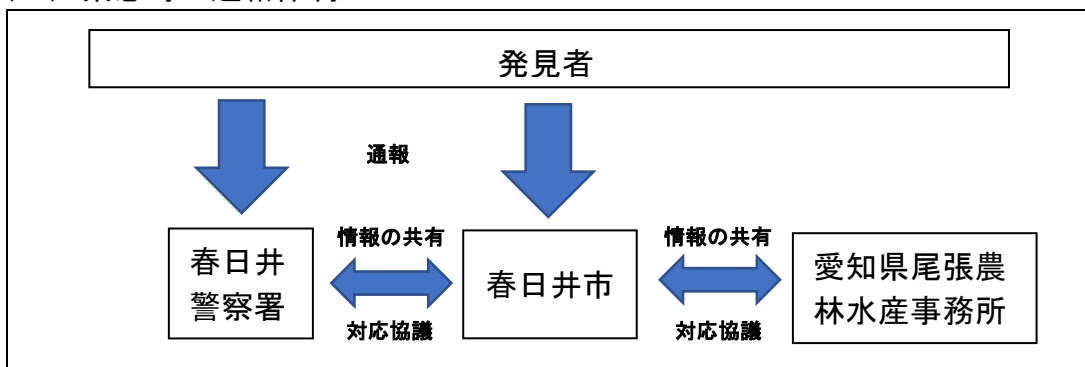 発見者
通報
情報の共有
情報の共有
春日井
警察署
春日井市
愛知県尾張農
林水産事務所
対応協議
対応協議